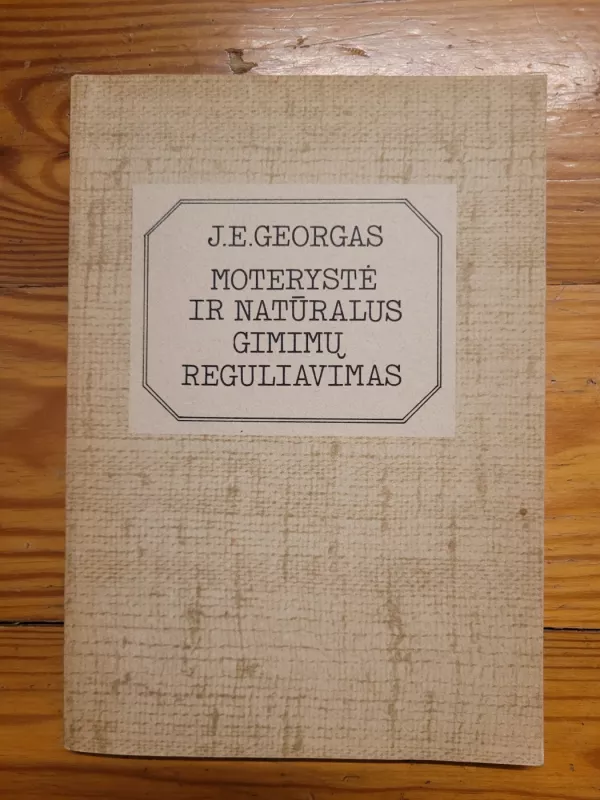 J.E.GEORGAS
MOTERYSTĖ
IR NATŪRALUS
GIMIMŲ
REGULIAVIMAS